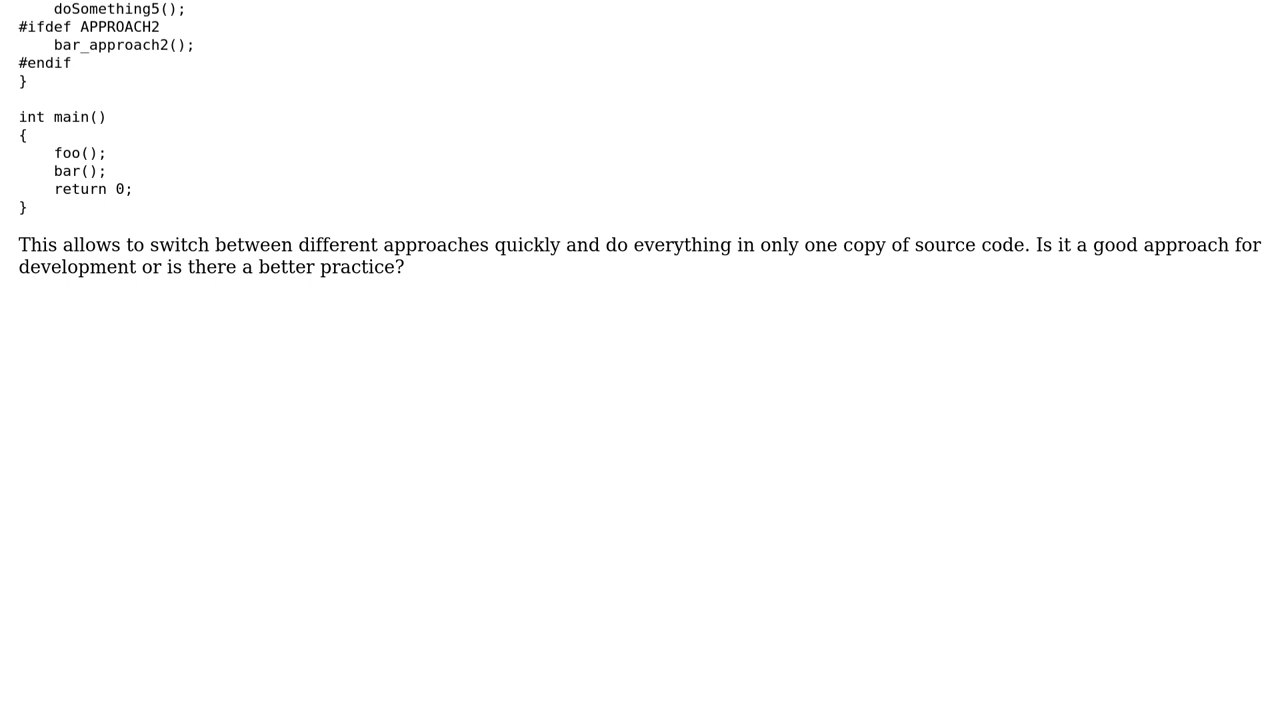 doSomething5();
#ifdef APPROACH2
    bar_approach2();
#endif
}

int main()
{
    foo();
    bar();
    return 0;
}

This allows to switch between different approaches quickly and do everything in only one copy of source code. Is it a good approach for
development or is there a better practice?